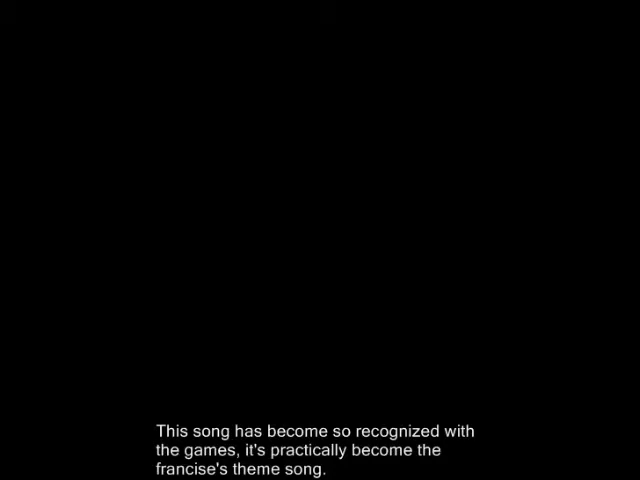 This song has become so recognized with
the games, it's practically become the
francise's theme song.